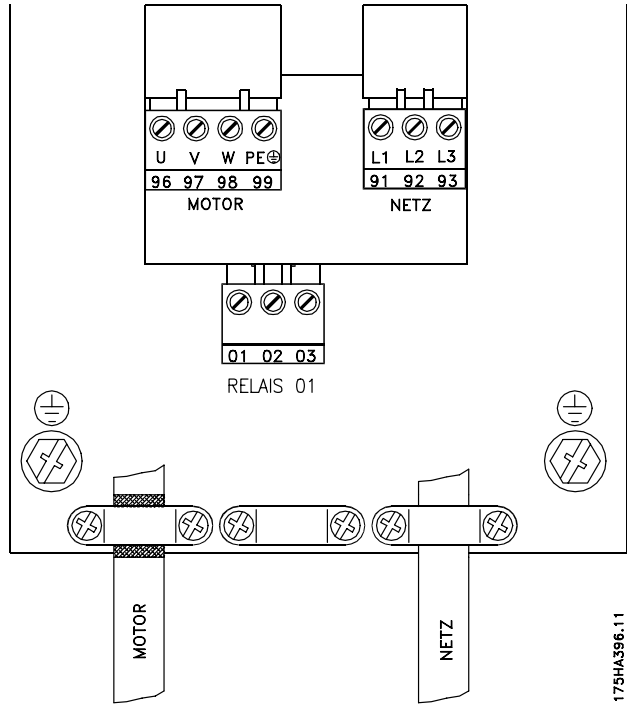 U V W PE
96 97 98 99
MOTOR
L1 L2 L3
91 92 93
NETZ
01 02 03
RELAIS 01
MOTOR
NETZ
175HA396.11